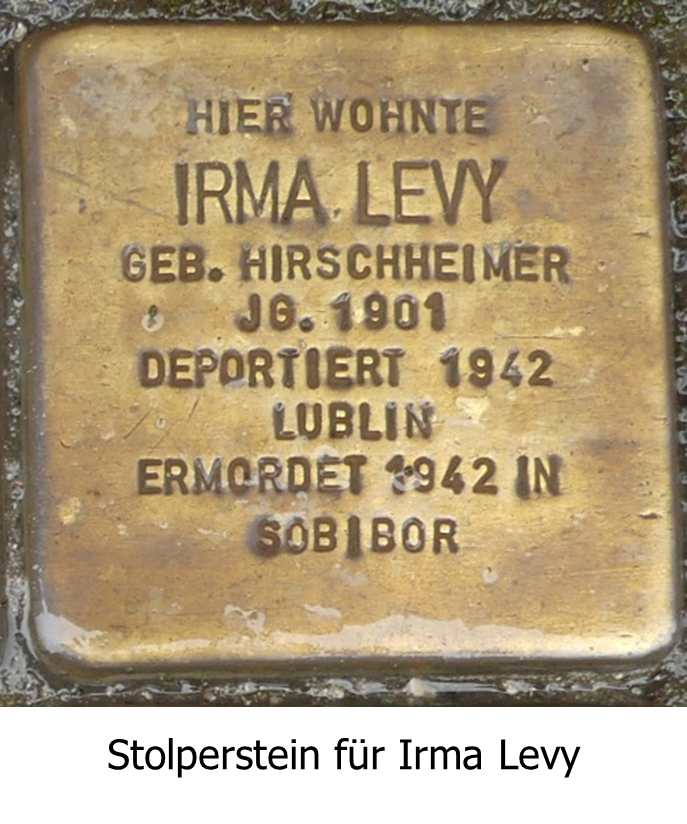 HIER WOHNTE
IRMA LEVY
GEB. HIRSCHHEIMER
JG. 1901
DEPORTIERT 1942
LUBLIN
ERMORDET 1942 IN
SOBIBOR
Stolperstein für Irma Levy